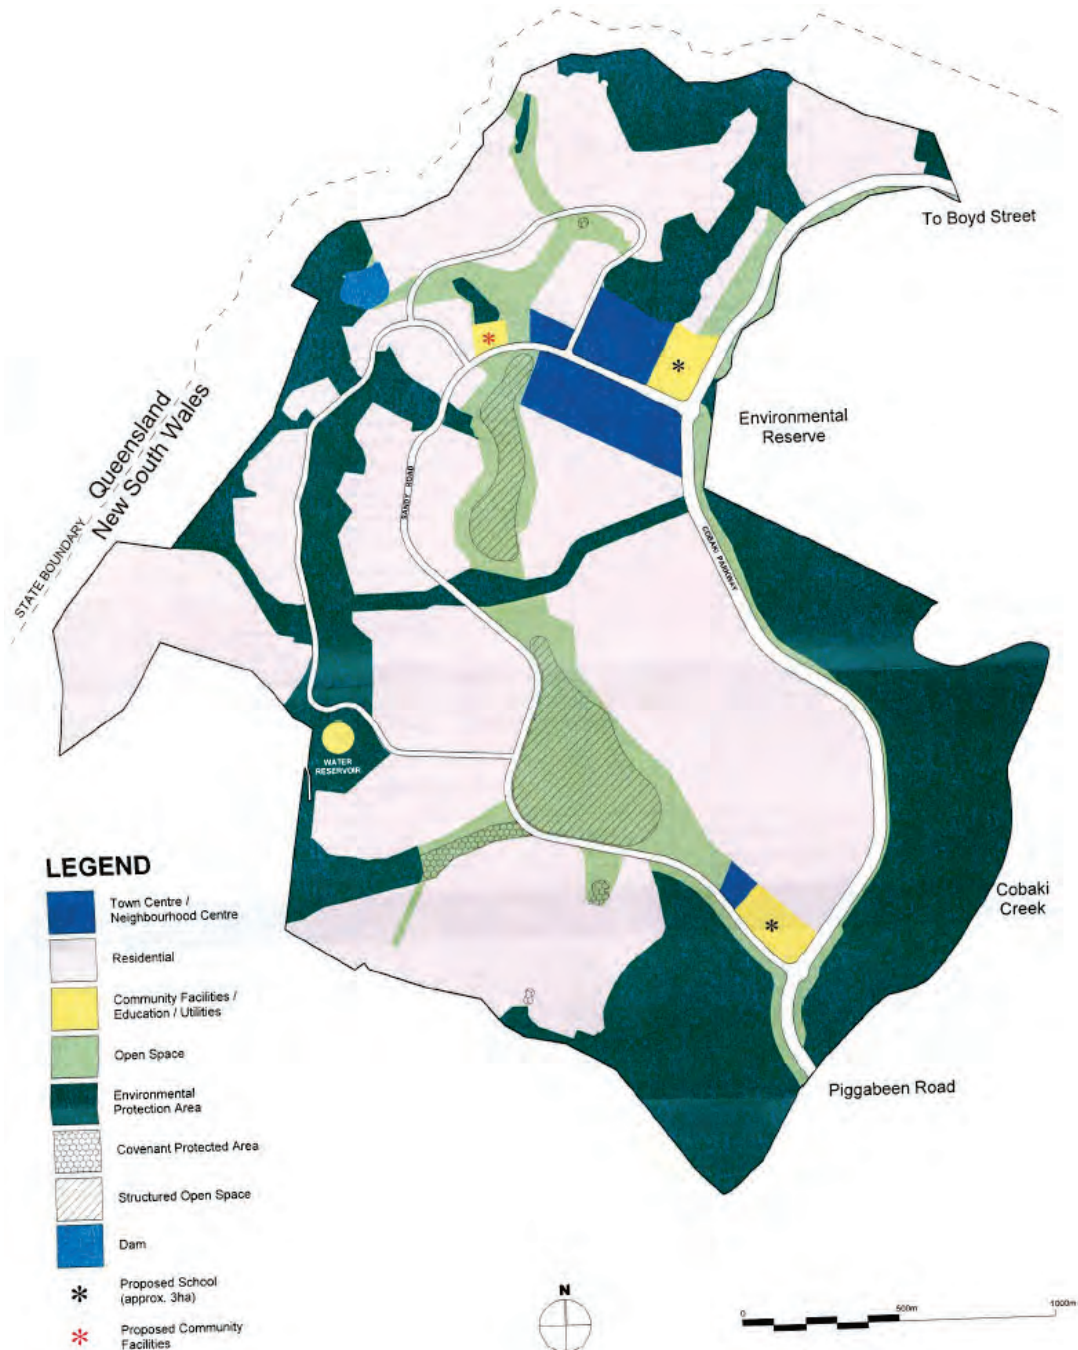 To Boyd Street
Queensland
New South Wales
STATE BOUNDARY
Environmental
Reserve
SANDY ROAD
COBAKI PARKWAY
WATER
RESERVOIR
Cobaki
Creek
Piggabeen Road
LEGEND
Town Centre /
Neighbourhood Centre
Residential
Community Facilities /
Education / Utilities
Open Space
Environmental
Protection Area
Covenant Protected Area
Structured Open Space
Dam
* Proposed School
(approx. 3ha)
* Proposed Community
Facilities
N
0 500m 1000m